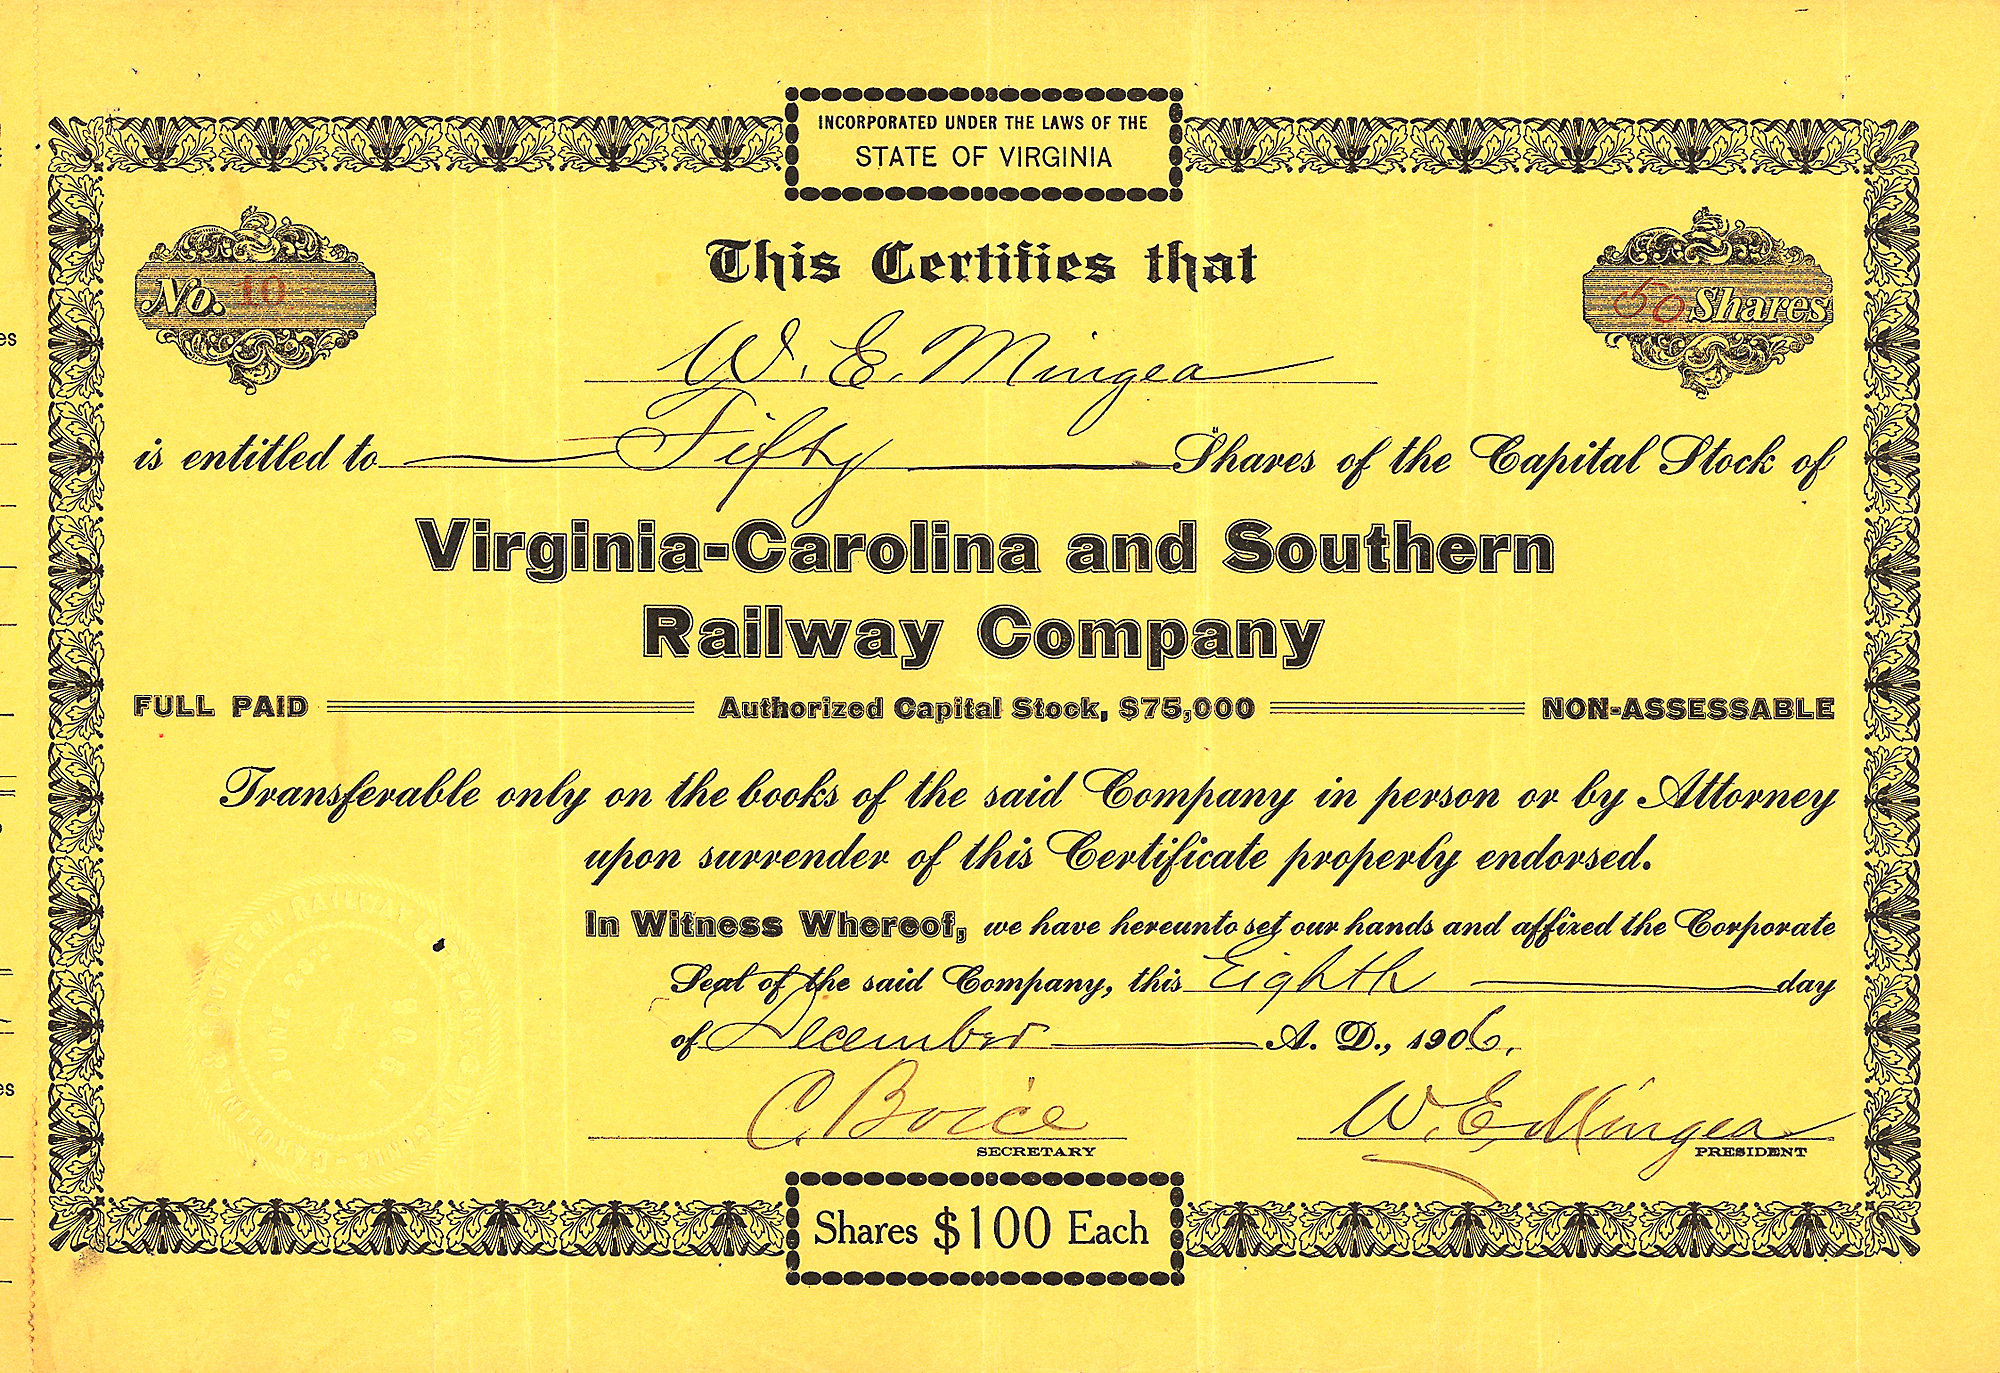 INCORPORATED UNDER THE LAWS OF THE
STATE OF VIRGINIA
This Certifies that
No. 10
50 Shares
W. E. Mingea
is entitled to Fifty Shares of the Capital Stock of
Virginia-Carolina and Southern
Railway Company
FULL PAID Authorized Capital Stock, $75,000 NON-ASSESSABLE
Transferable only on the books of the said Company in person or by Attorney
upon surrender of this Certificate properly endorsed.
In Witness Whereof, we have hereunto set our hands and affixed the Corporate
Seal of the said Company, this Eighth day
of December A. D., 1906.
C. Boice
W. E. Mingea
SECRETARY
PRESIDENT
Shares $100 Each